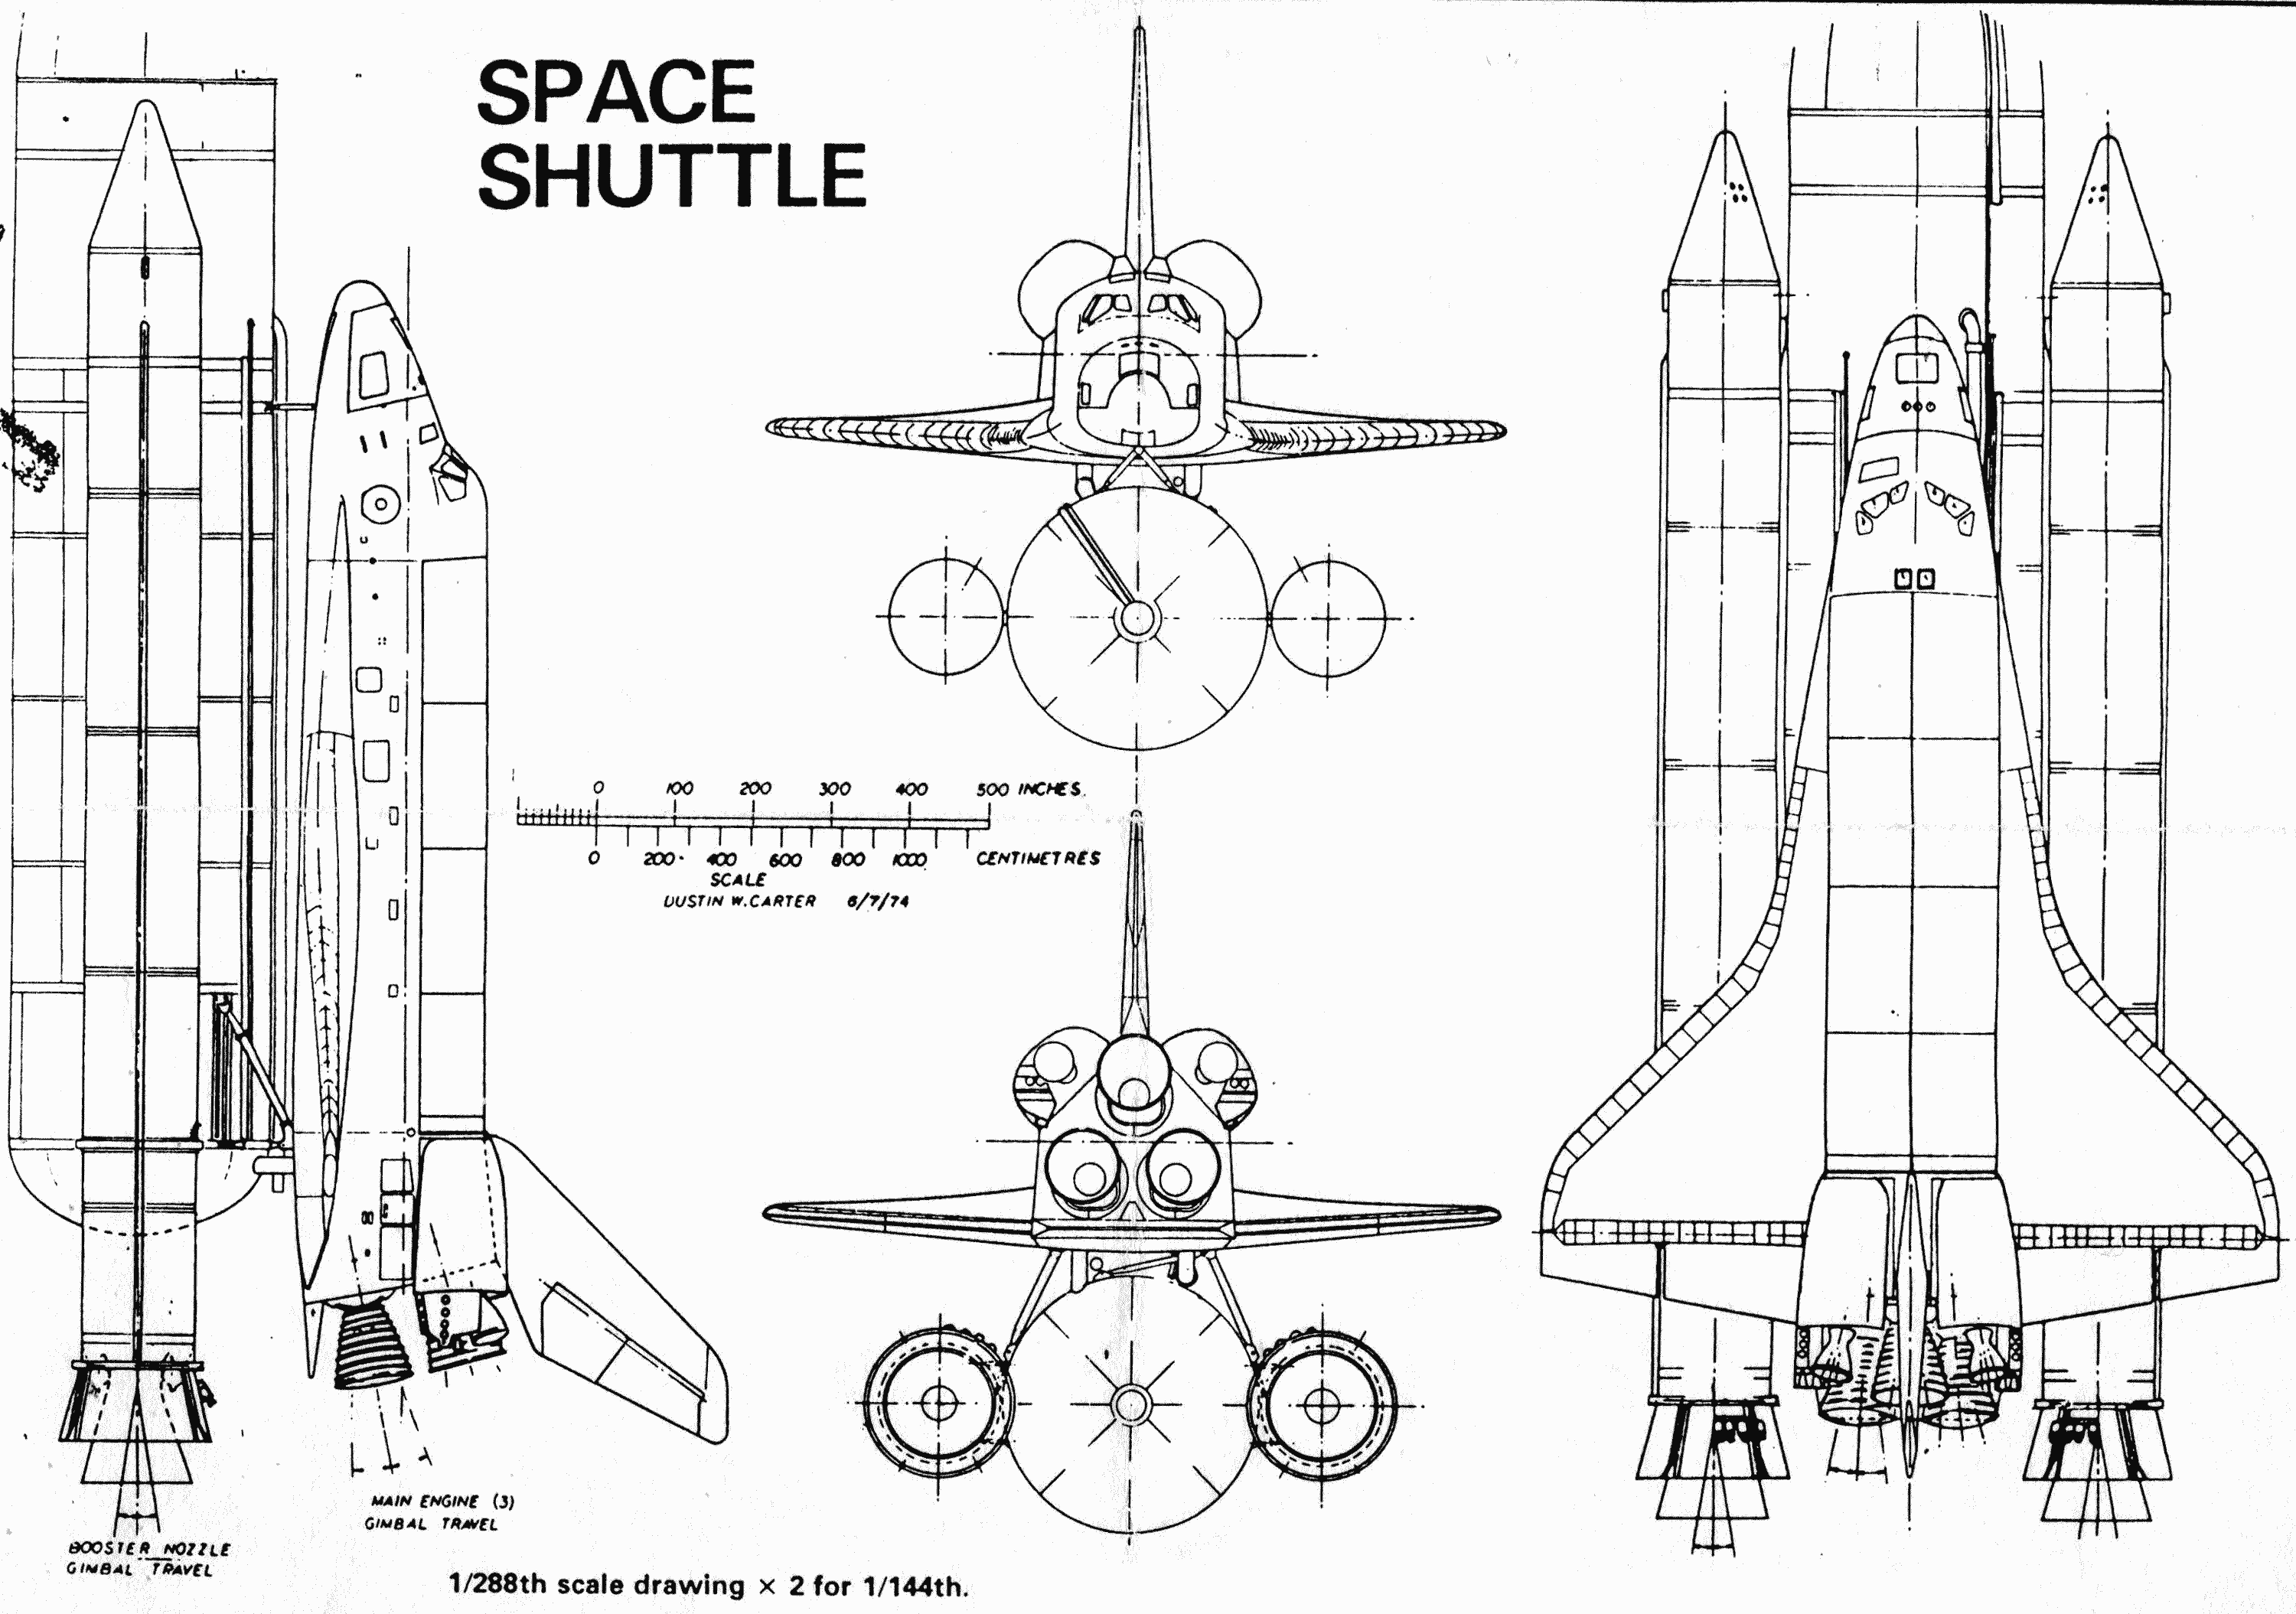 SPACE
SHUTTLE
0 100 200 300 400 500 INCHES.
0 200 400 600 800 1000 CENTIMETRES
SCALE
DUSTIN W. CARTER 6/7/74
MAIN ENGINE (3)
GIMBAL TRAVEL
BOOSTER NOZZLE
GIMBAL TRAVEL
1/288th scale drawing × 2 for 1/144th.